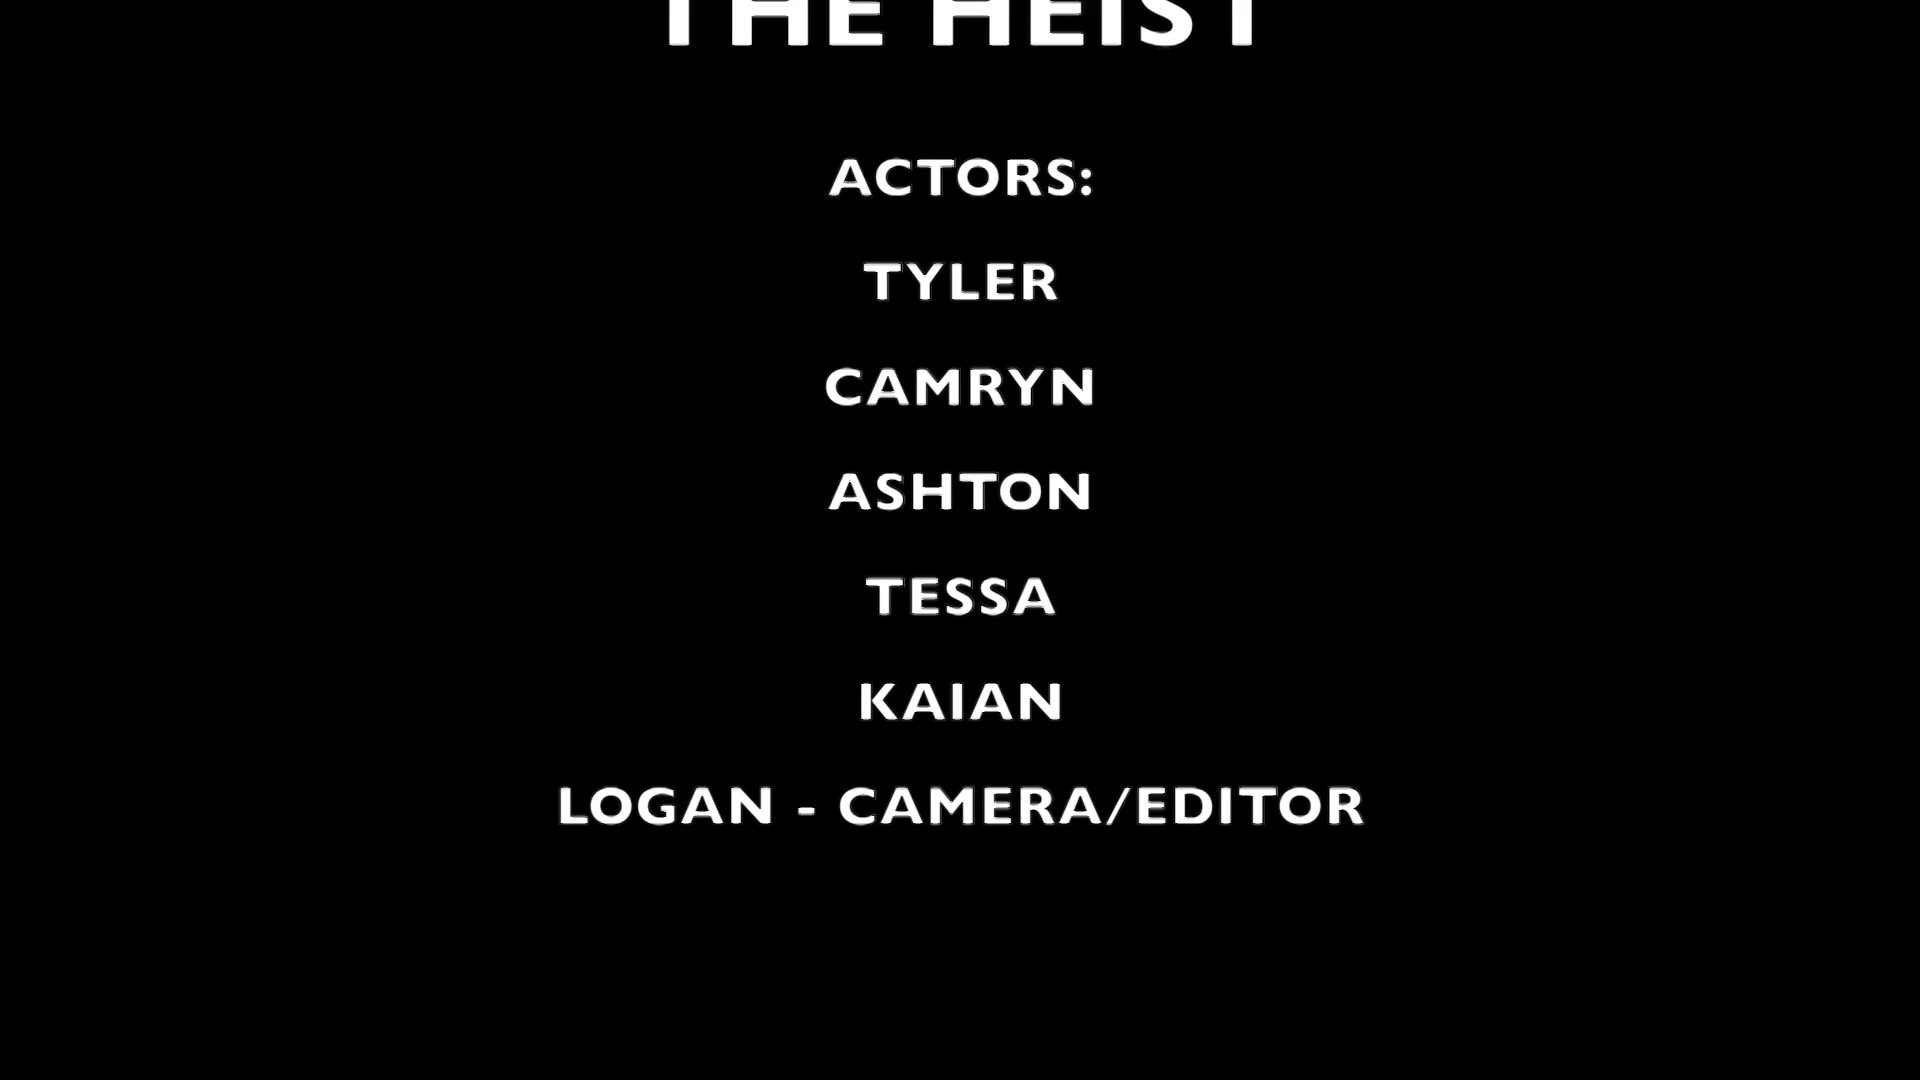 THE HEIST
ACTORS:
TYLER
CAMRYN
ASHTON
TESSA
KAIAN
LOGAN - CAMERA/EDITOR